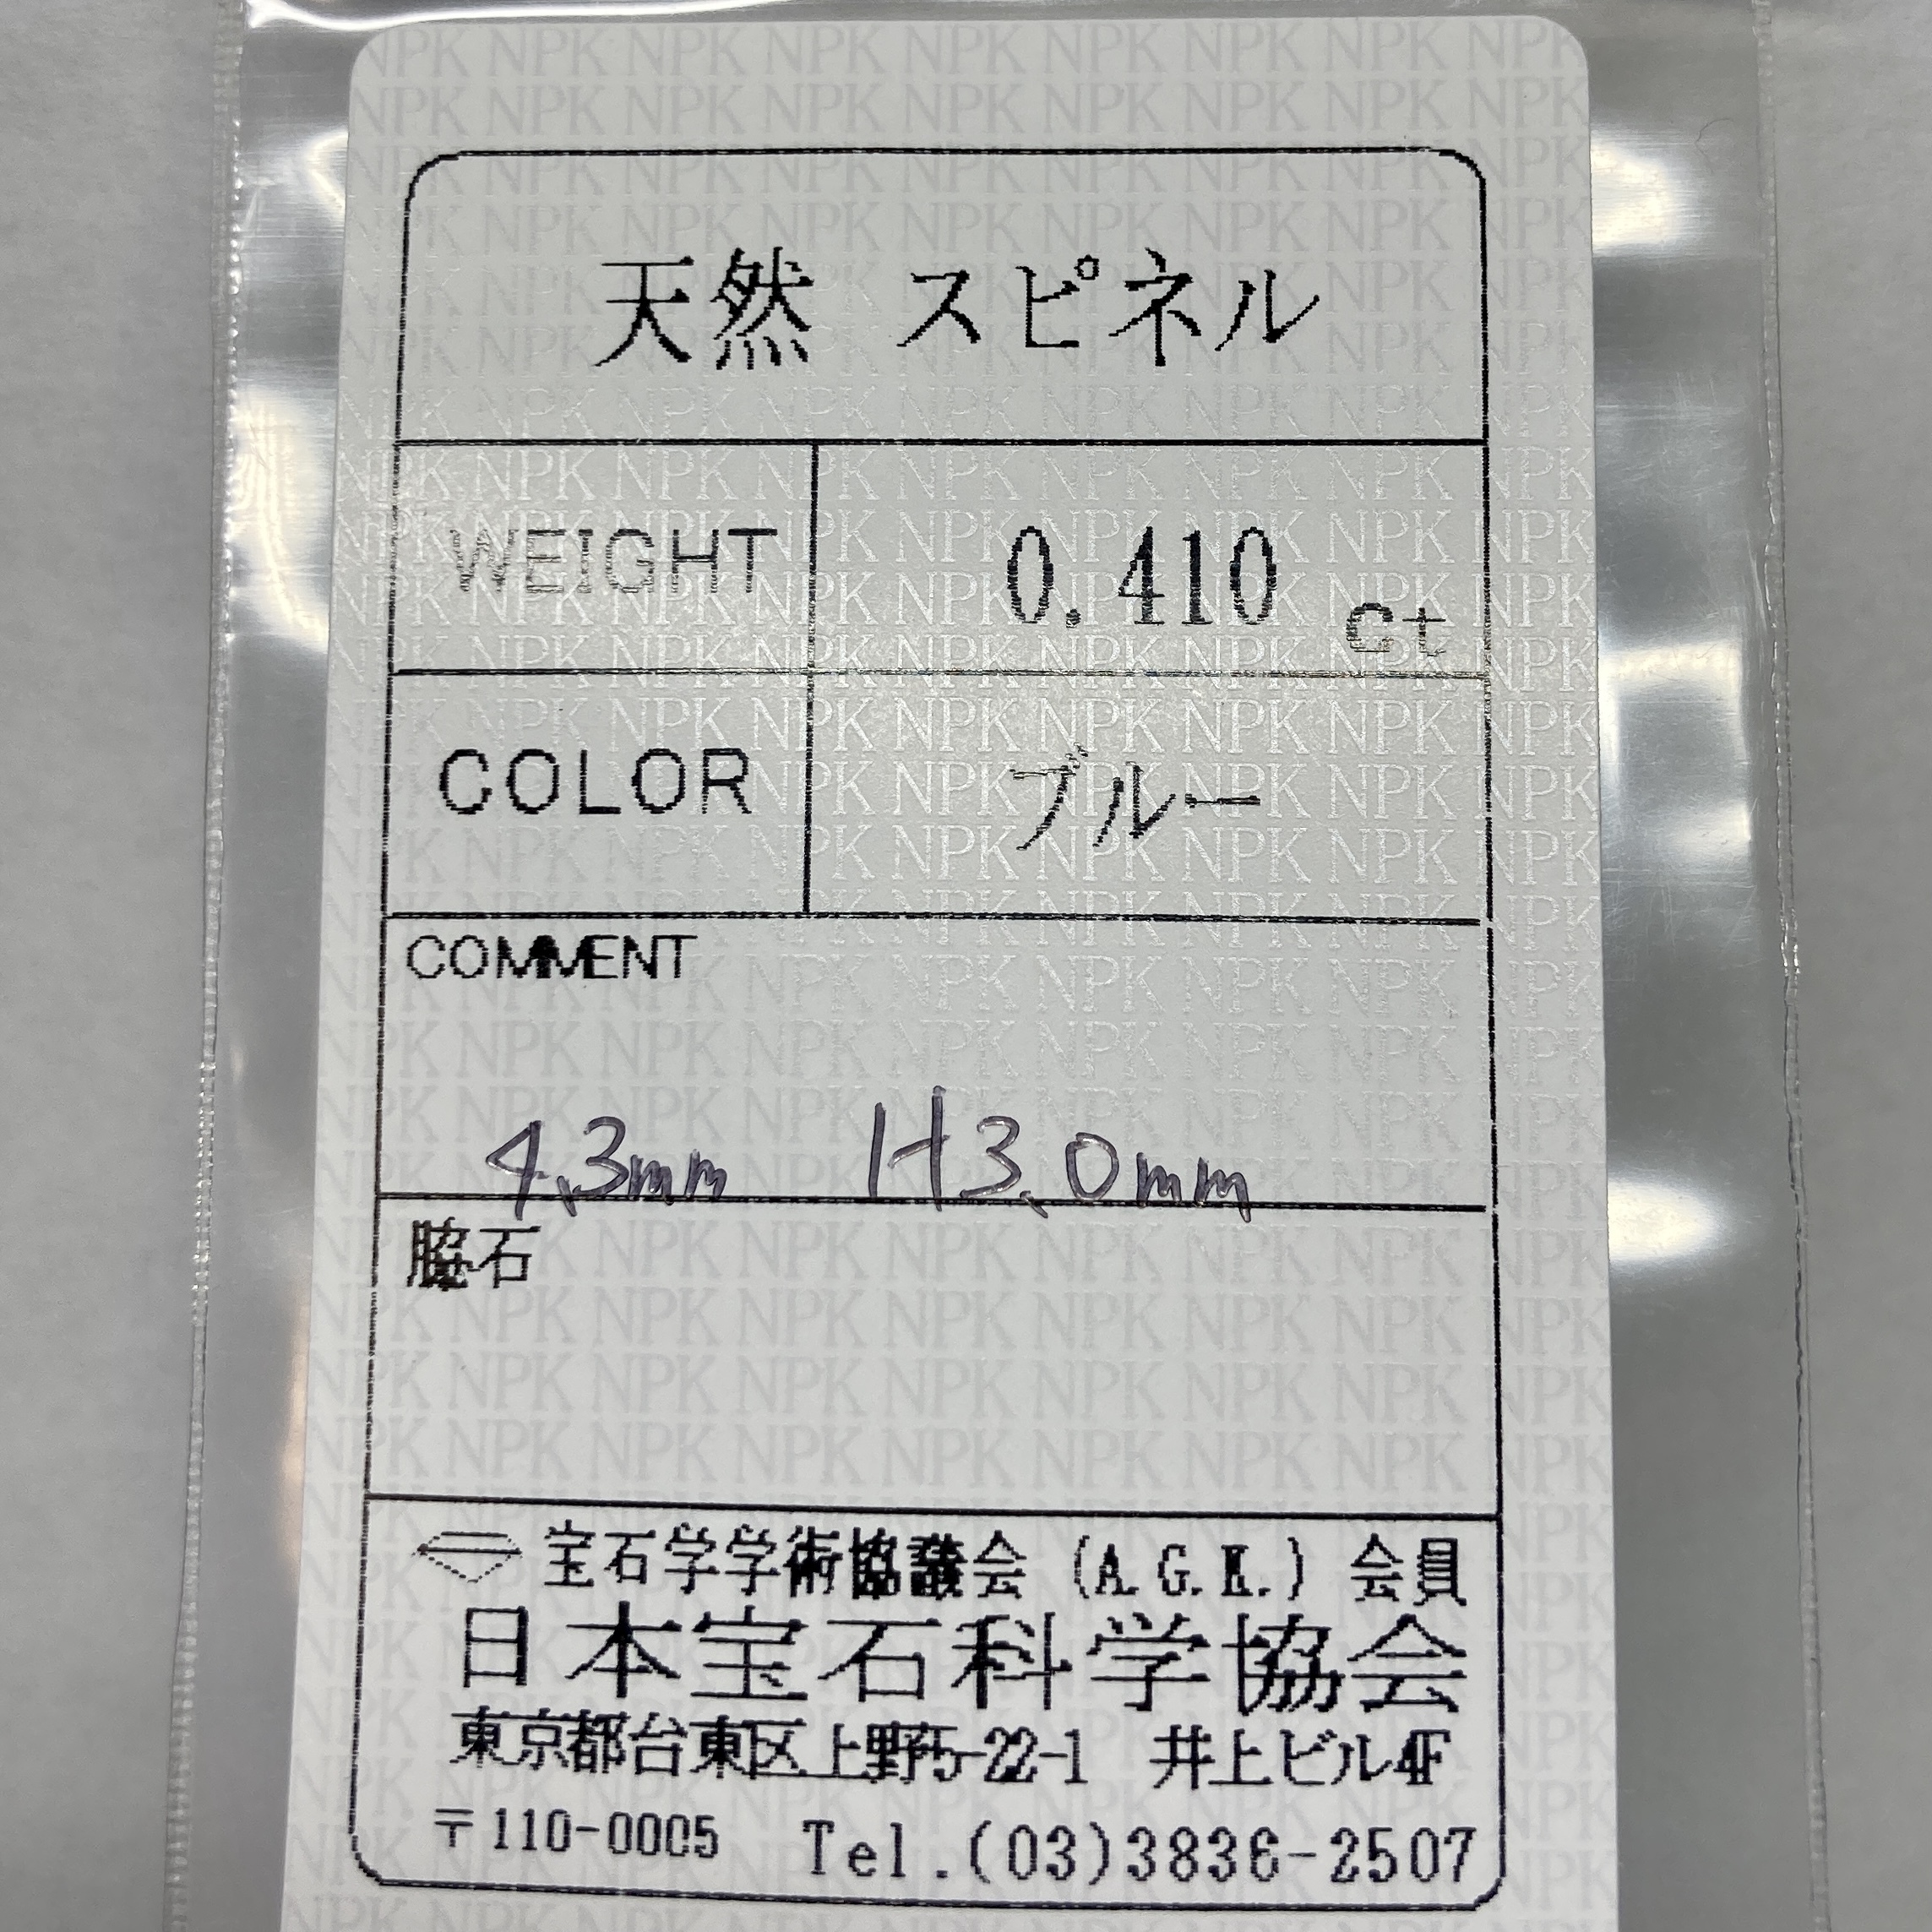 天然 スピネル
WEIGHT 0.410 ct
COLOR ブルー
COMMENT
4.3mm H3.0mm
脇石
宝石学学術協議会 (A.G.K.) 会員
日本宝石科学協会
東京都台東区上野5-22-1 井上ビル4F
〒110-0005 Tel.(03)3836-2507